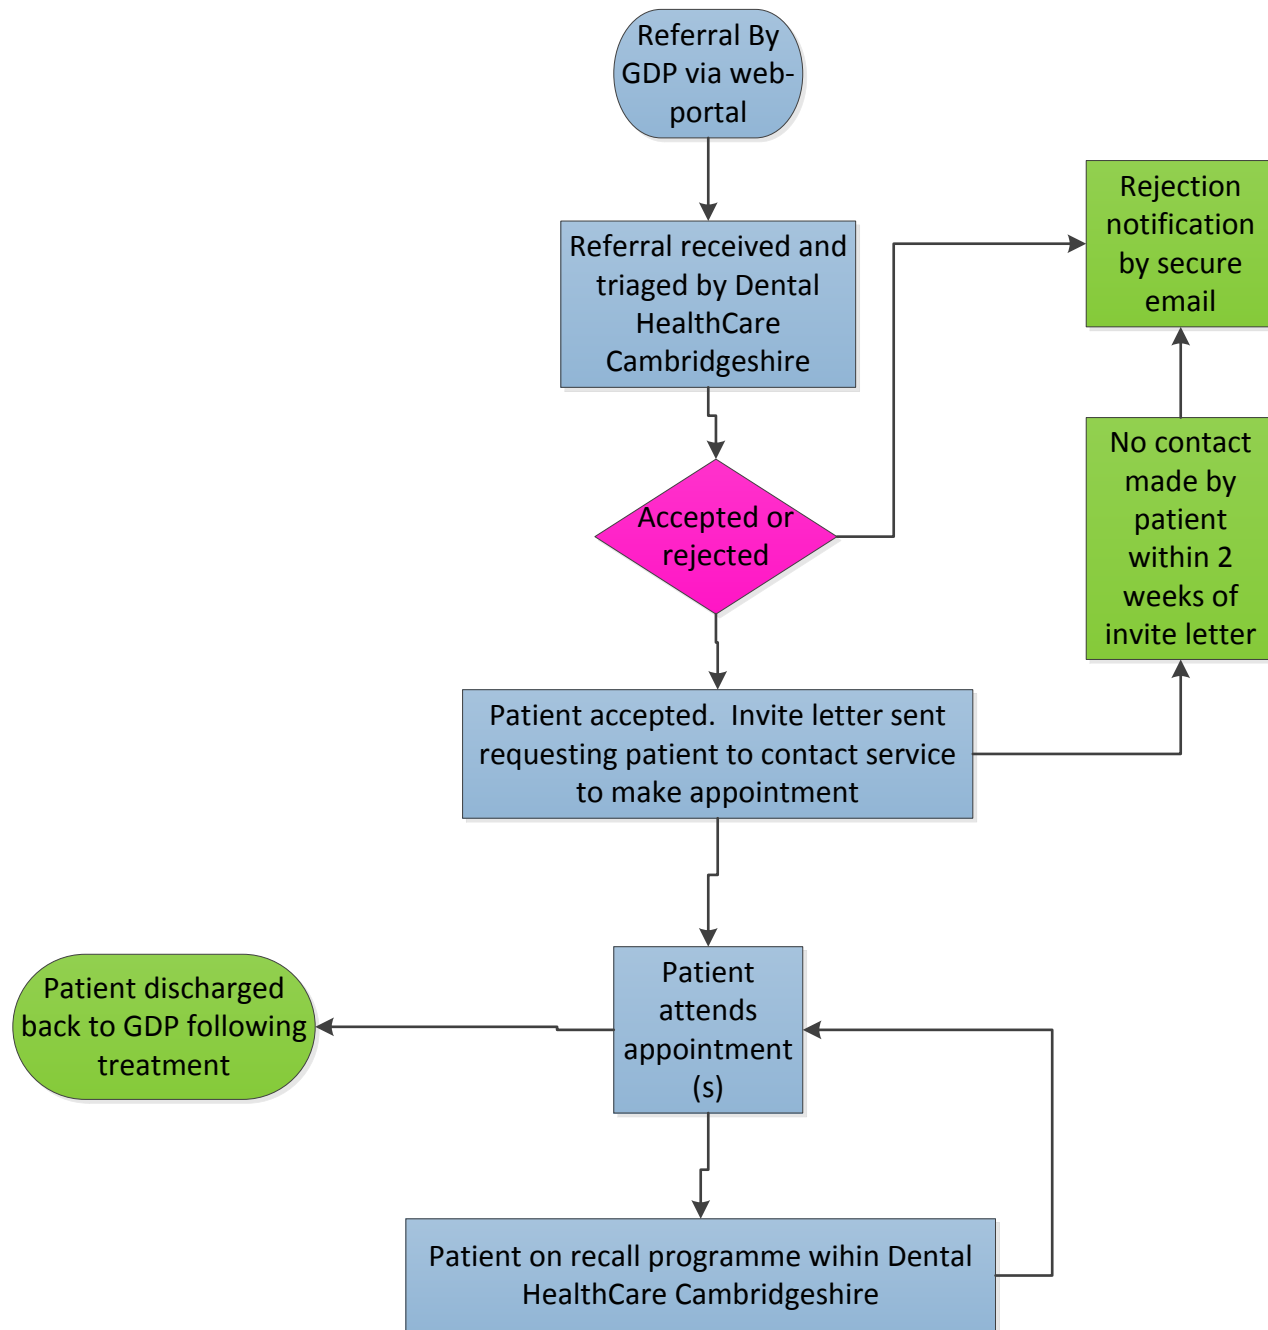 Referral By
GDP via web-
portal
Referral received and
triaged by Dental
HealthCare
Cambridgeshire
Rejection
notification
by secure
email
Accepted or
rejected
No contact
made by
patient
within 2
weeks of
invite letter
Patient accepted.  Invite letter sent
requesting patient to contact service
to make appointment
Patient
attends
appointment
(s)
Patient discharged
back to GDP following
treatment
Patient on recall programme wihin Dental
HealthCare Cambridgeshire